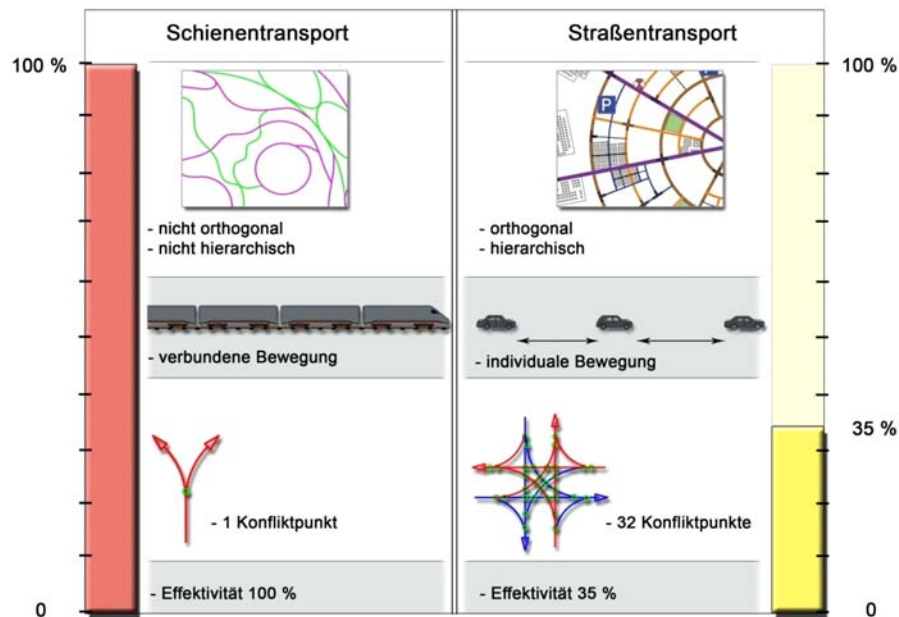 Schienentransport
Straßentransport
100 %
100 %
P
- nicht orthogonal
- nicht hierarchisch
- orthogonal
- hierarchisch
- verbundene Bewegung
- individuale Bewegung
35 %
- 1 Konfliktpunkt
- 32 Konfliktpunkte
- Effektivität 100 %
- Effektivität 35 %
0
0